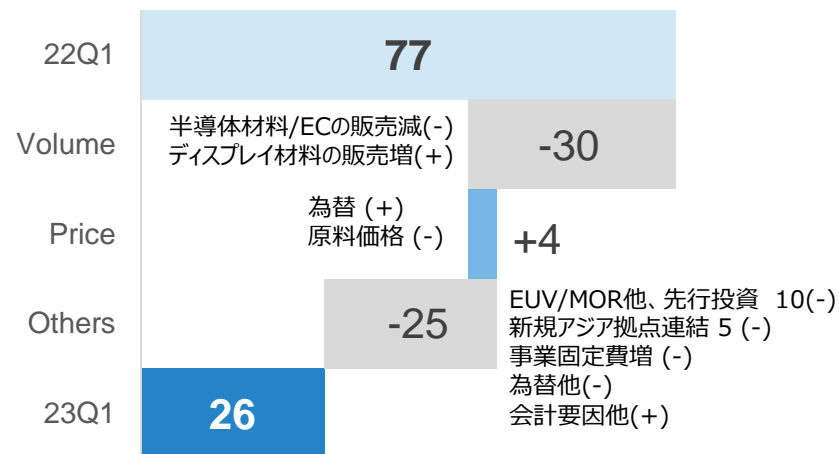 22Q1
77
Volume
半導体材料/ECの販売減(-)
ディスプレイ材料の販売増(+)
-30
Price
為替 (+)
原料価格 (-)
+4
Others
-25
EUV/MOR他、先行投資 10(-)
新規アジア拠点連結 5 (-)
事業固定費増 (-)
為替他(-)
会計要因他(+)
23Q1
26